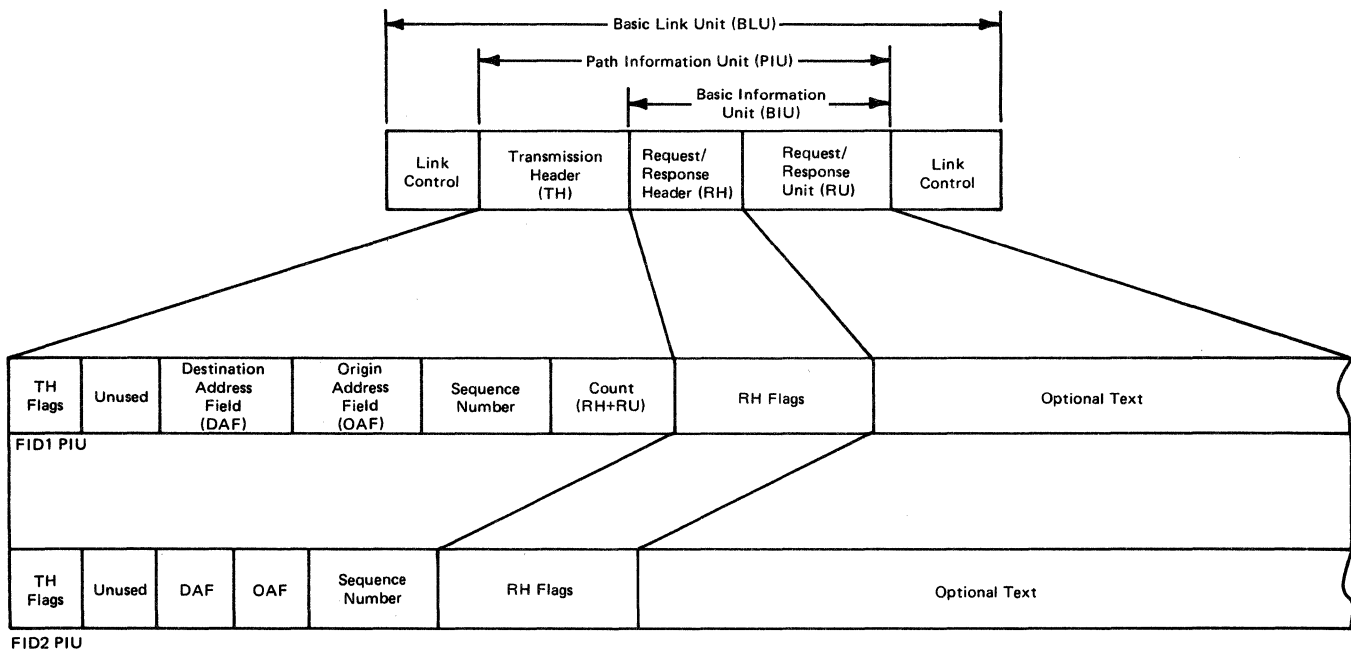 Basic Link Unit (BLU)
Path Information Unit (PIU)
Basic Information
Unit (BIU)
Link
Control
Transmission
Header
(TH)
Request/
Response
Header (RH)
Request/
Response
Unit (RU)
Link
Control
TH
Flags
Unused
Destination
Address
Field
(DAF)
Origin
Address
Field
(OAF)
Sequence
Number
Count
(RH+RU)
RH Flags
Optional Text
FID1 PIU
TH
Flags
Unused
DAF
OAF
Sequence
Number
RH Flags
Optional Text
FID2 PIU